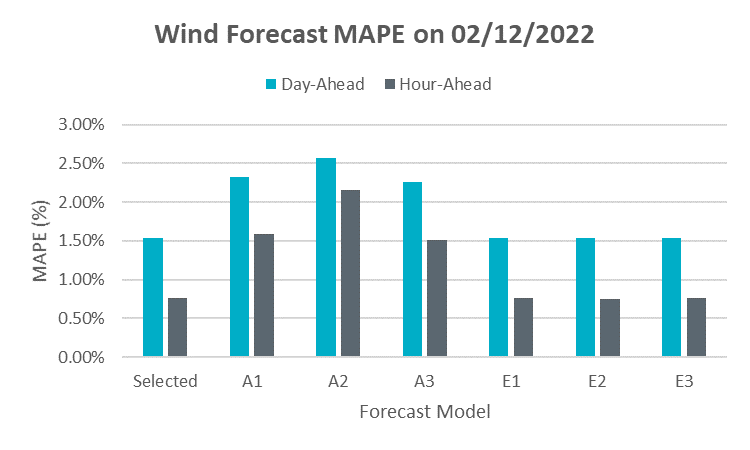 Wind Forecast MAPE on 02/12/2022
Day-Ahead Hour-Ahead
3.00%
2.50%
2.00%
1.50%
1.00%
0.50%
0.00%
MAPE (%)
Selected A1 A2 A3 E1 E2 E3
Forecast Model